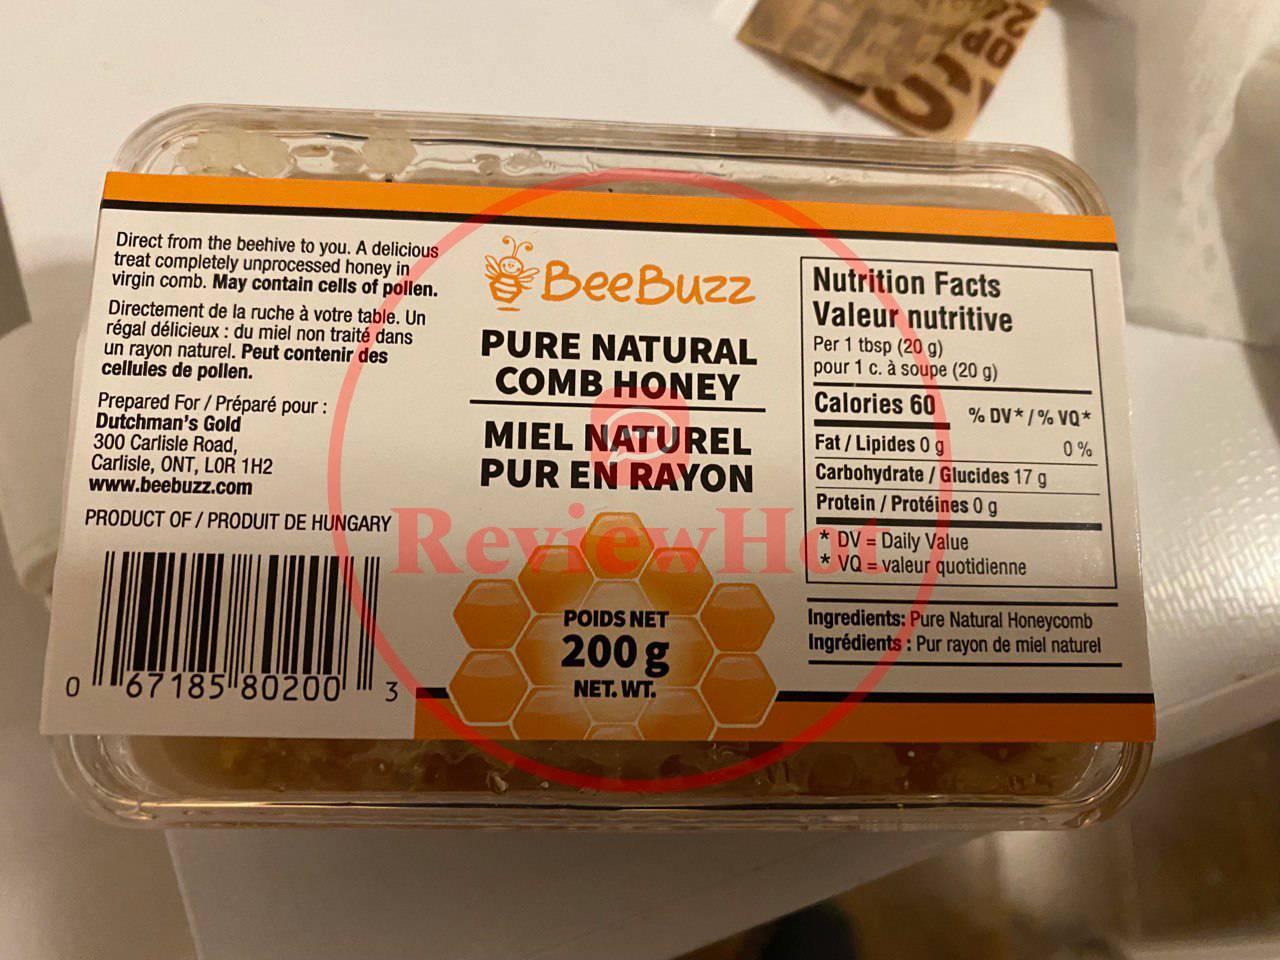 Direct from the beehive to you. A delicious
treat completely unprocessed honey in
virgin comb. May contain cells of pollen.
Directement de la ruche à votre table. Un
régal délicieux : du miel non traité dans
un rayon naturel. Peut contenir des
cellules de pollen.
Prepared For / Préparé pour :
Dutchman's Gold
300 Carlisle Road,
Carlisle, ONT, L0R 1H2
www.beebuzz.com
PRODUCT OF / PRODUIT DE HUNGARY
0 67185 80200 3
BeeBuzz
PURE NATURAL
COMB HONEY
MIEL NATUREL
PUR EN RAYON
POIDS NET
200 g
NET. WT.
Nutrition Facts
Valeur nutritive
Per 1 tbsp (20 g)
pour 1 c. à soupe (20 g)
Calories 60
% DV* / % VQ*
Fat / Lipides 0 g 0 %
Carbohydrate / Glucides 17 g
Protein / Protéines 0 g
* DV = Daily Value
* VQ = valeur quotidienne
Ingredients: Pure Natural Honeycomb
Ingrédients : Pur rayon de miel naturel
ReviewHot